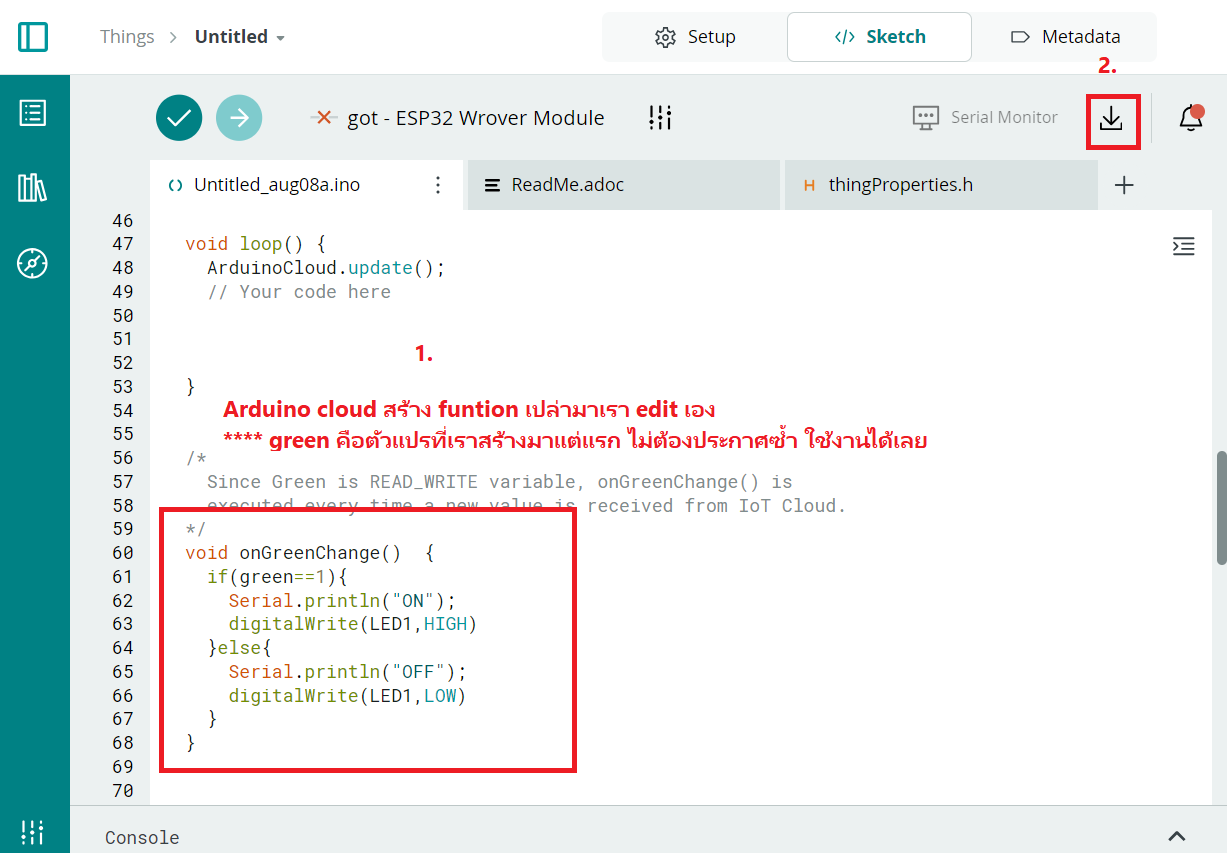 Things > Untitled
Setup
</> Sketch
Metadata
2.
got - ESP32 Wrover Module
Serial Monitor
Untitled_aug08a.ino
ReadMe.adoc
H thingProperties.h
46
47 void loop() {
48 ArduinoCloud.update();
49 // Your code here
50
51
1.
52
53 }
54 Arduino cloud สร้าง funtion เปล่ามาเรา edit เอง
55 **** green คือตัวแปรที่เราสร้างมาแต่แรก ไม่ต้องประกาศซ้ำ ใช้งานได้เลย
56 /*
57 Since Green is READ_WRITE variable, onGreenChange() is
58 executed every time a new value is received from IoT Cloud.
59 */
60 void onGreenChange()  {
61 if(green==1){
62 Serial.println("ON");
63 digitalWrite(LED1,HIGH)
64 }else{
65 Serial.println("OFF");
66 digitalWrite(LED1,LOW)
67 }
68 }
69
70
Console